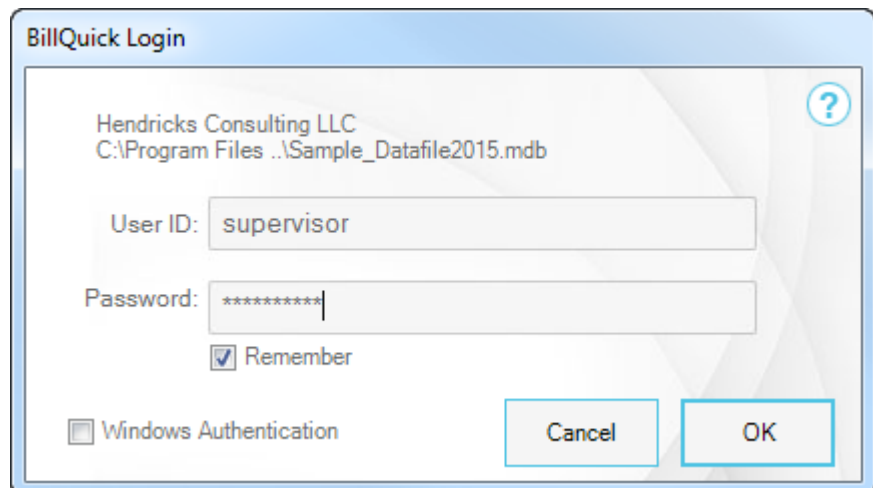 BillQuick Login
?
Hendricks Consulting LLC
C:\Program Files ..\Sample_Datafile2015.mdb
User ID: supervisor
Password: **********
Remember
Windows Authentication
Cancel
OK